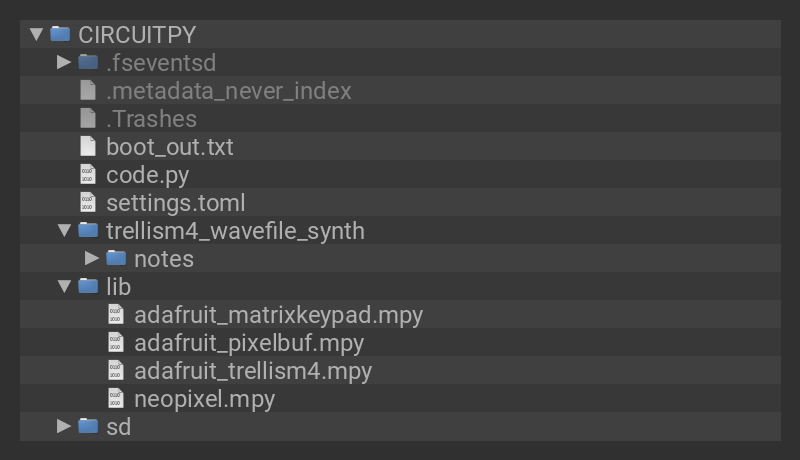 CIRCUITPY
.fseventsd
.metadata_never_index
.Trashes
boot_out.txt
code.py
settings.toml
trellism4_wavefile_synth
notes
lib
adafruit_matrixkeypad.mpy
adafruit_pixelbuf.mpy
adafruit_trellism4.mpy
neopixel.mpy
sd